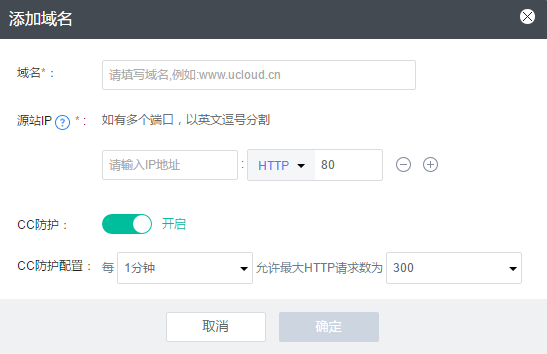 添加域名
域名*： 请填写域名,例如:www.ucloud.cn
源站IP ? *： 如有多个端口，以英文逗号分割
请输入IP地址 : HTTP 80
CC防护： 开启
CC防护配置： 每 1分钟 允许最大HTTP请求数为 300
取消 确定